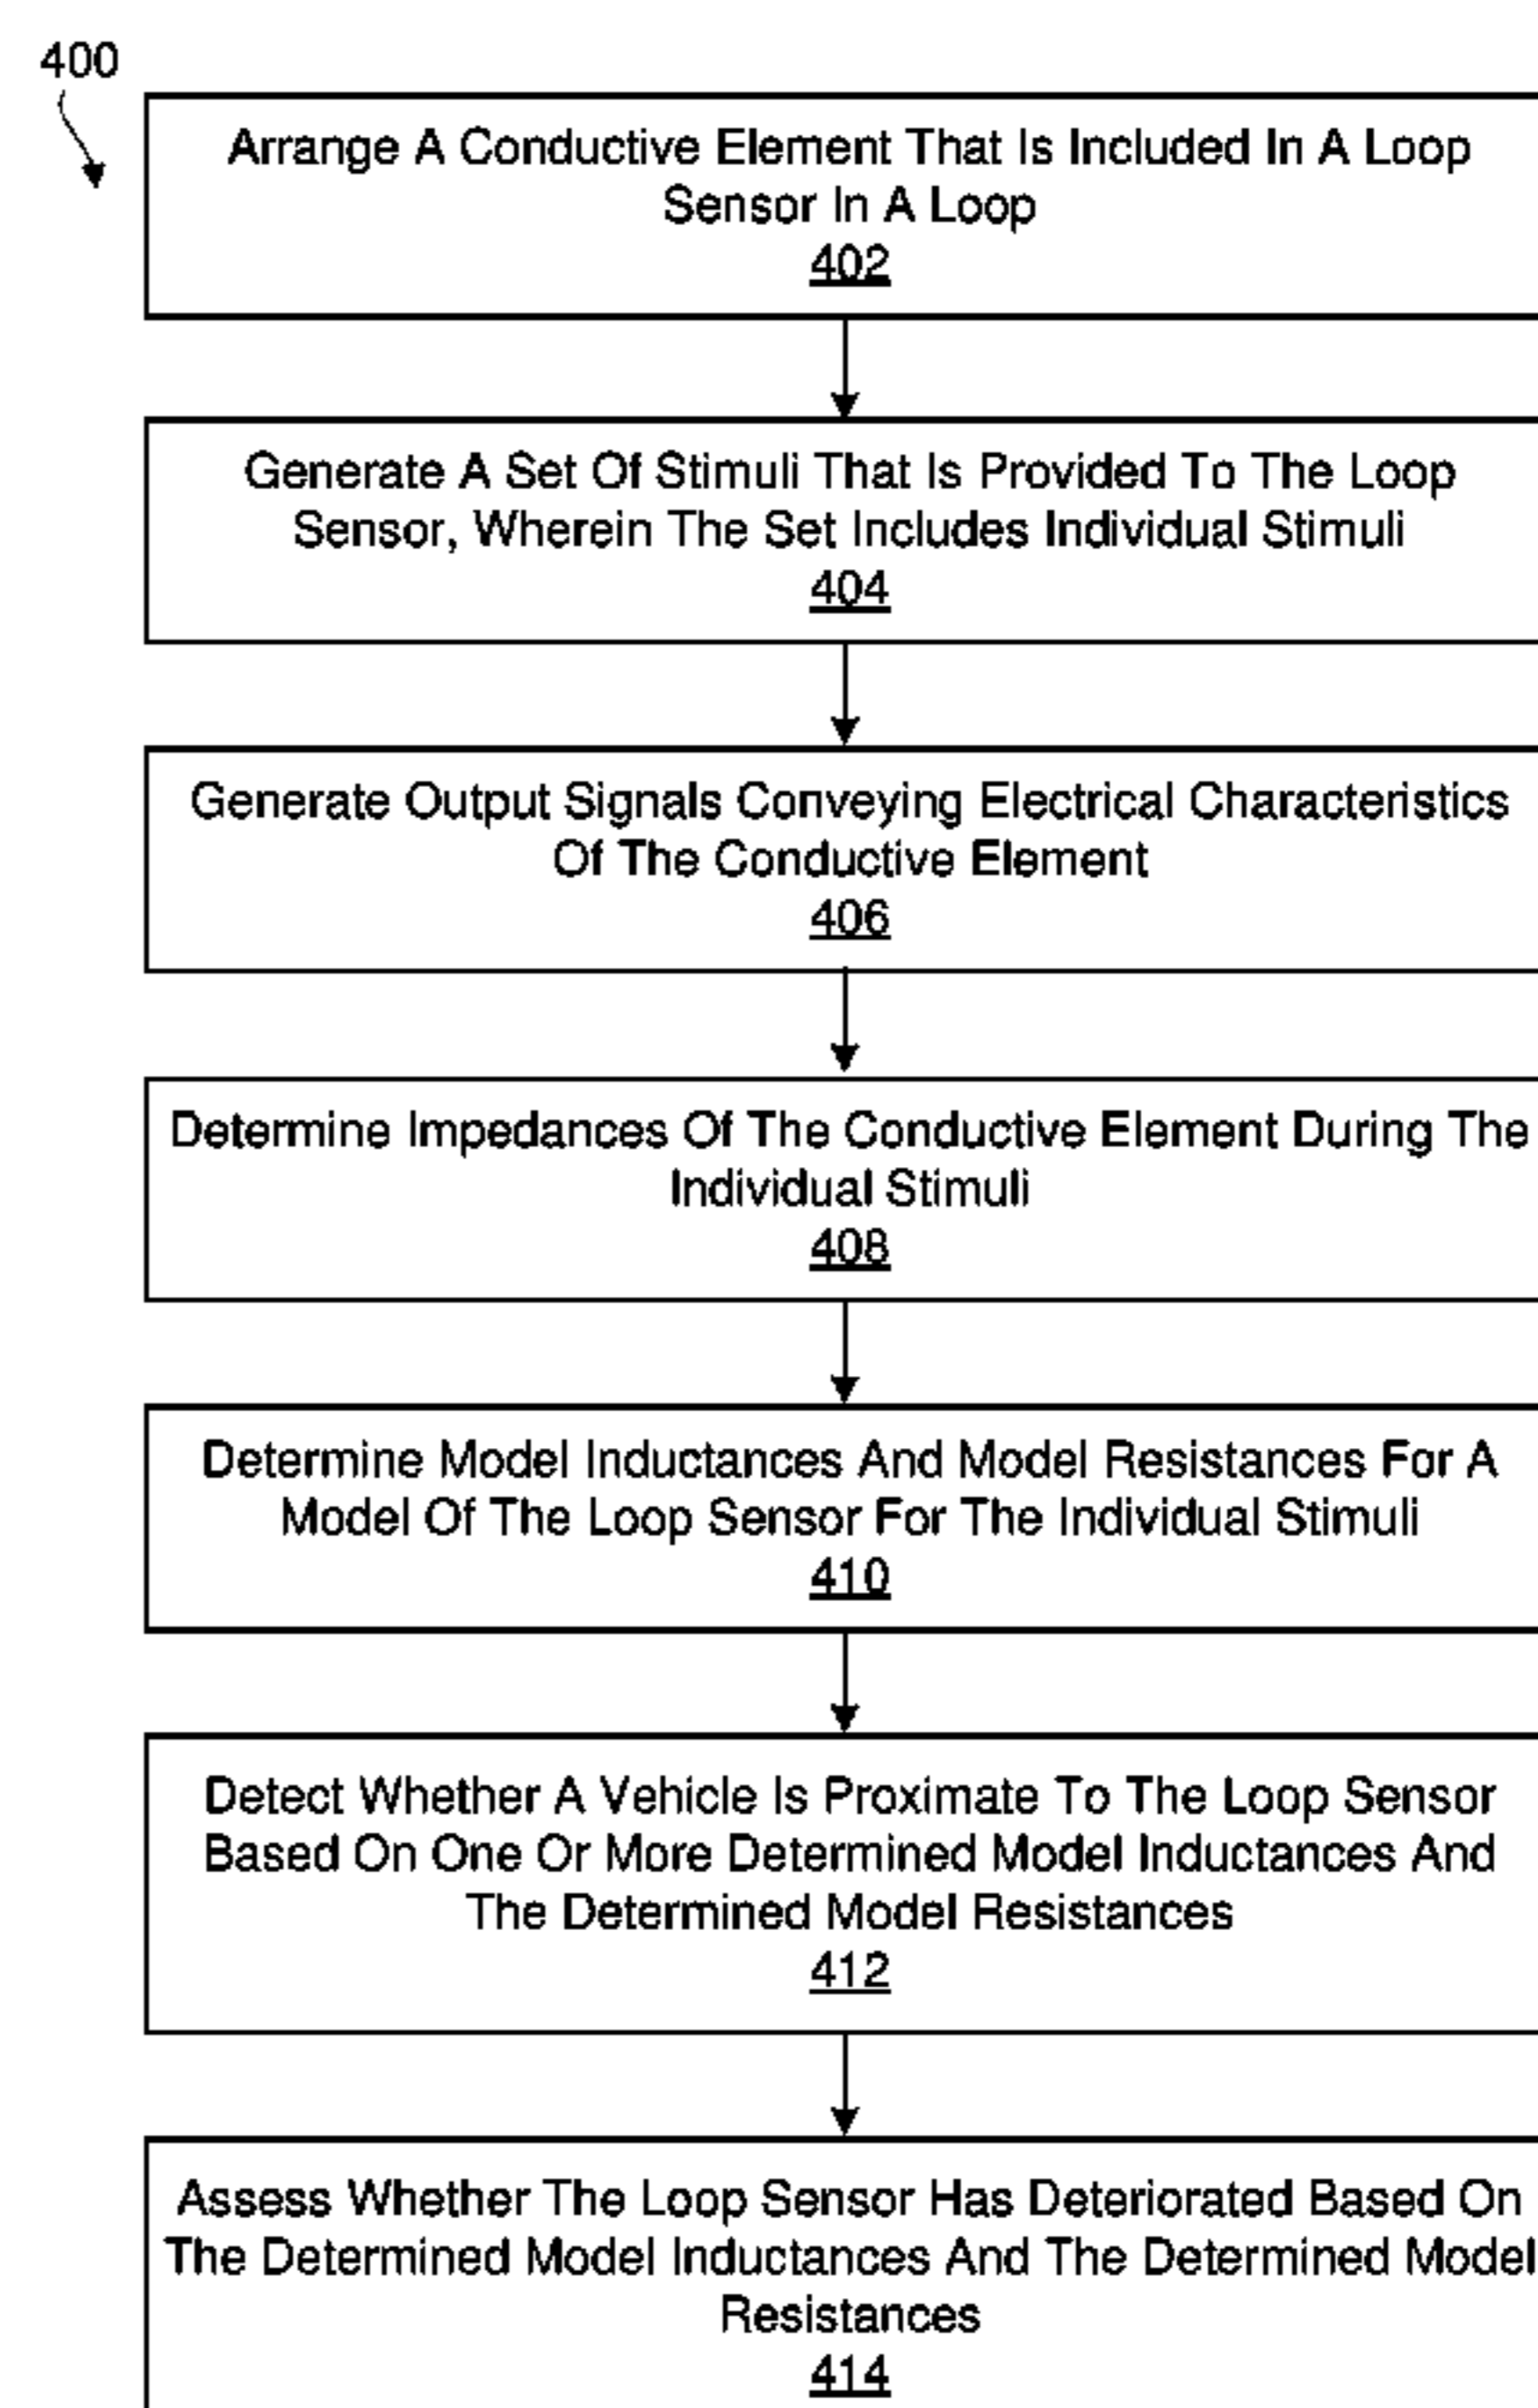 400
Arrange A Conductive Element That Is Included In A Loop
Sensor In A Loop
402
Generate A Set Of Stimuli That Is Provided To The Loop
Sensor, Wherein The Set Includes Individual Stimuli
404
Generate Output Signals Conveying Electrical Characteristics
Of The Conductive Element
406
Determine Impedances Of The Conductive Element During The
Individual Stimuli
408
Determine Model Inductances And Model Resistances For A
Model Of The Loop Sensor For The Individual Stimuli
410
Detect Whether A Vehicle Is Proximate To The Loop Sensor
Based On One Or More Determined Model Inductances And
The Determined Model Resistances
412
Assess Whether The Loop Sensor Has Deteriorated Based On
The Determined Model Inductances And The Determined Model
Resistances
414